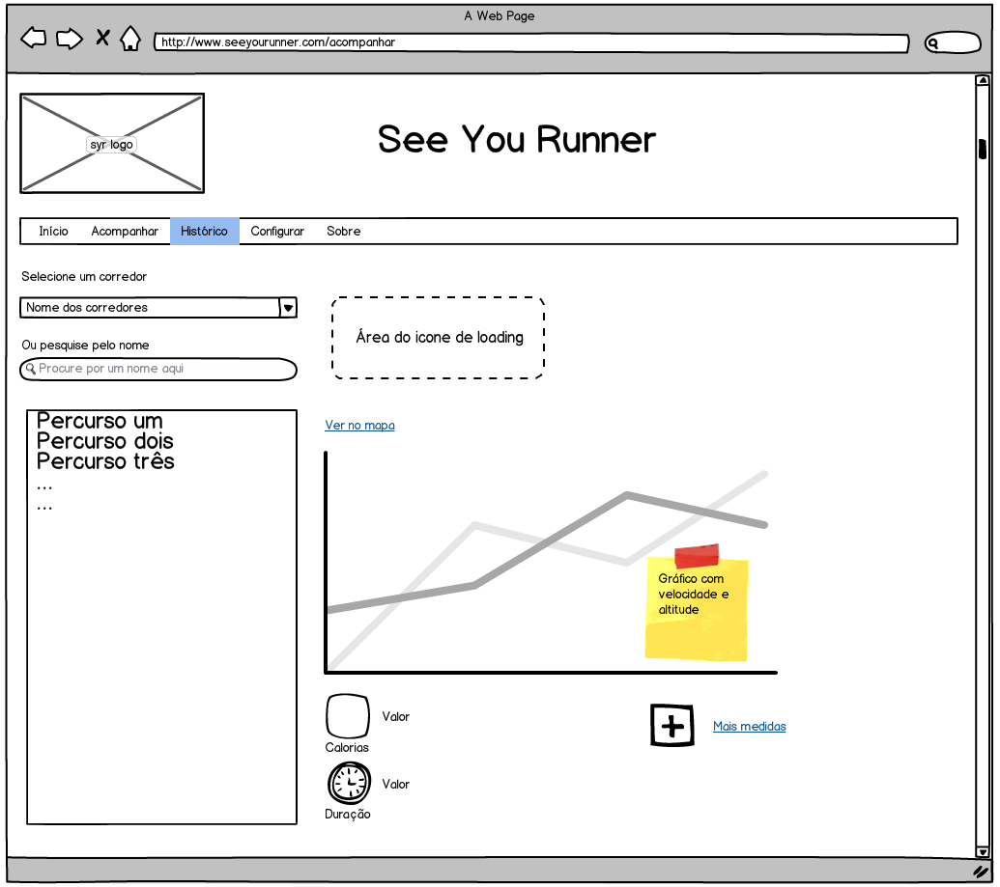 A Web Page
http://www.seeyourunner.com/acompanhar
syr logo
See You Runner
Início Acompanhar Histórico Configurar Sobre
Selecione um corredor
Nome dos corredores
Ou pesquise pelo nome
Procure por um nome aqui
Percurso um
Percurso dois
Percurso três
...
...
Área do icone de loading
Ver no mapa
Gráfico com
velocidade e
altitude
Valor
Calorias
Mais medidas
Valor
Duração